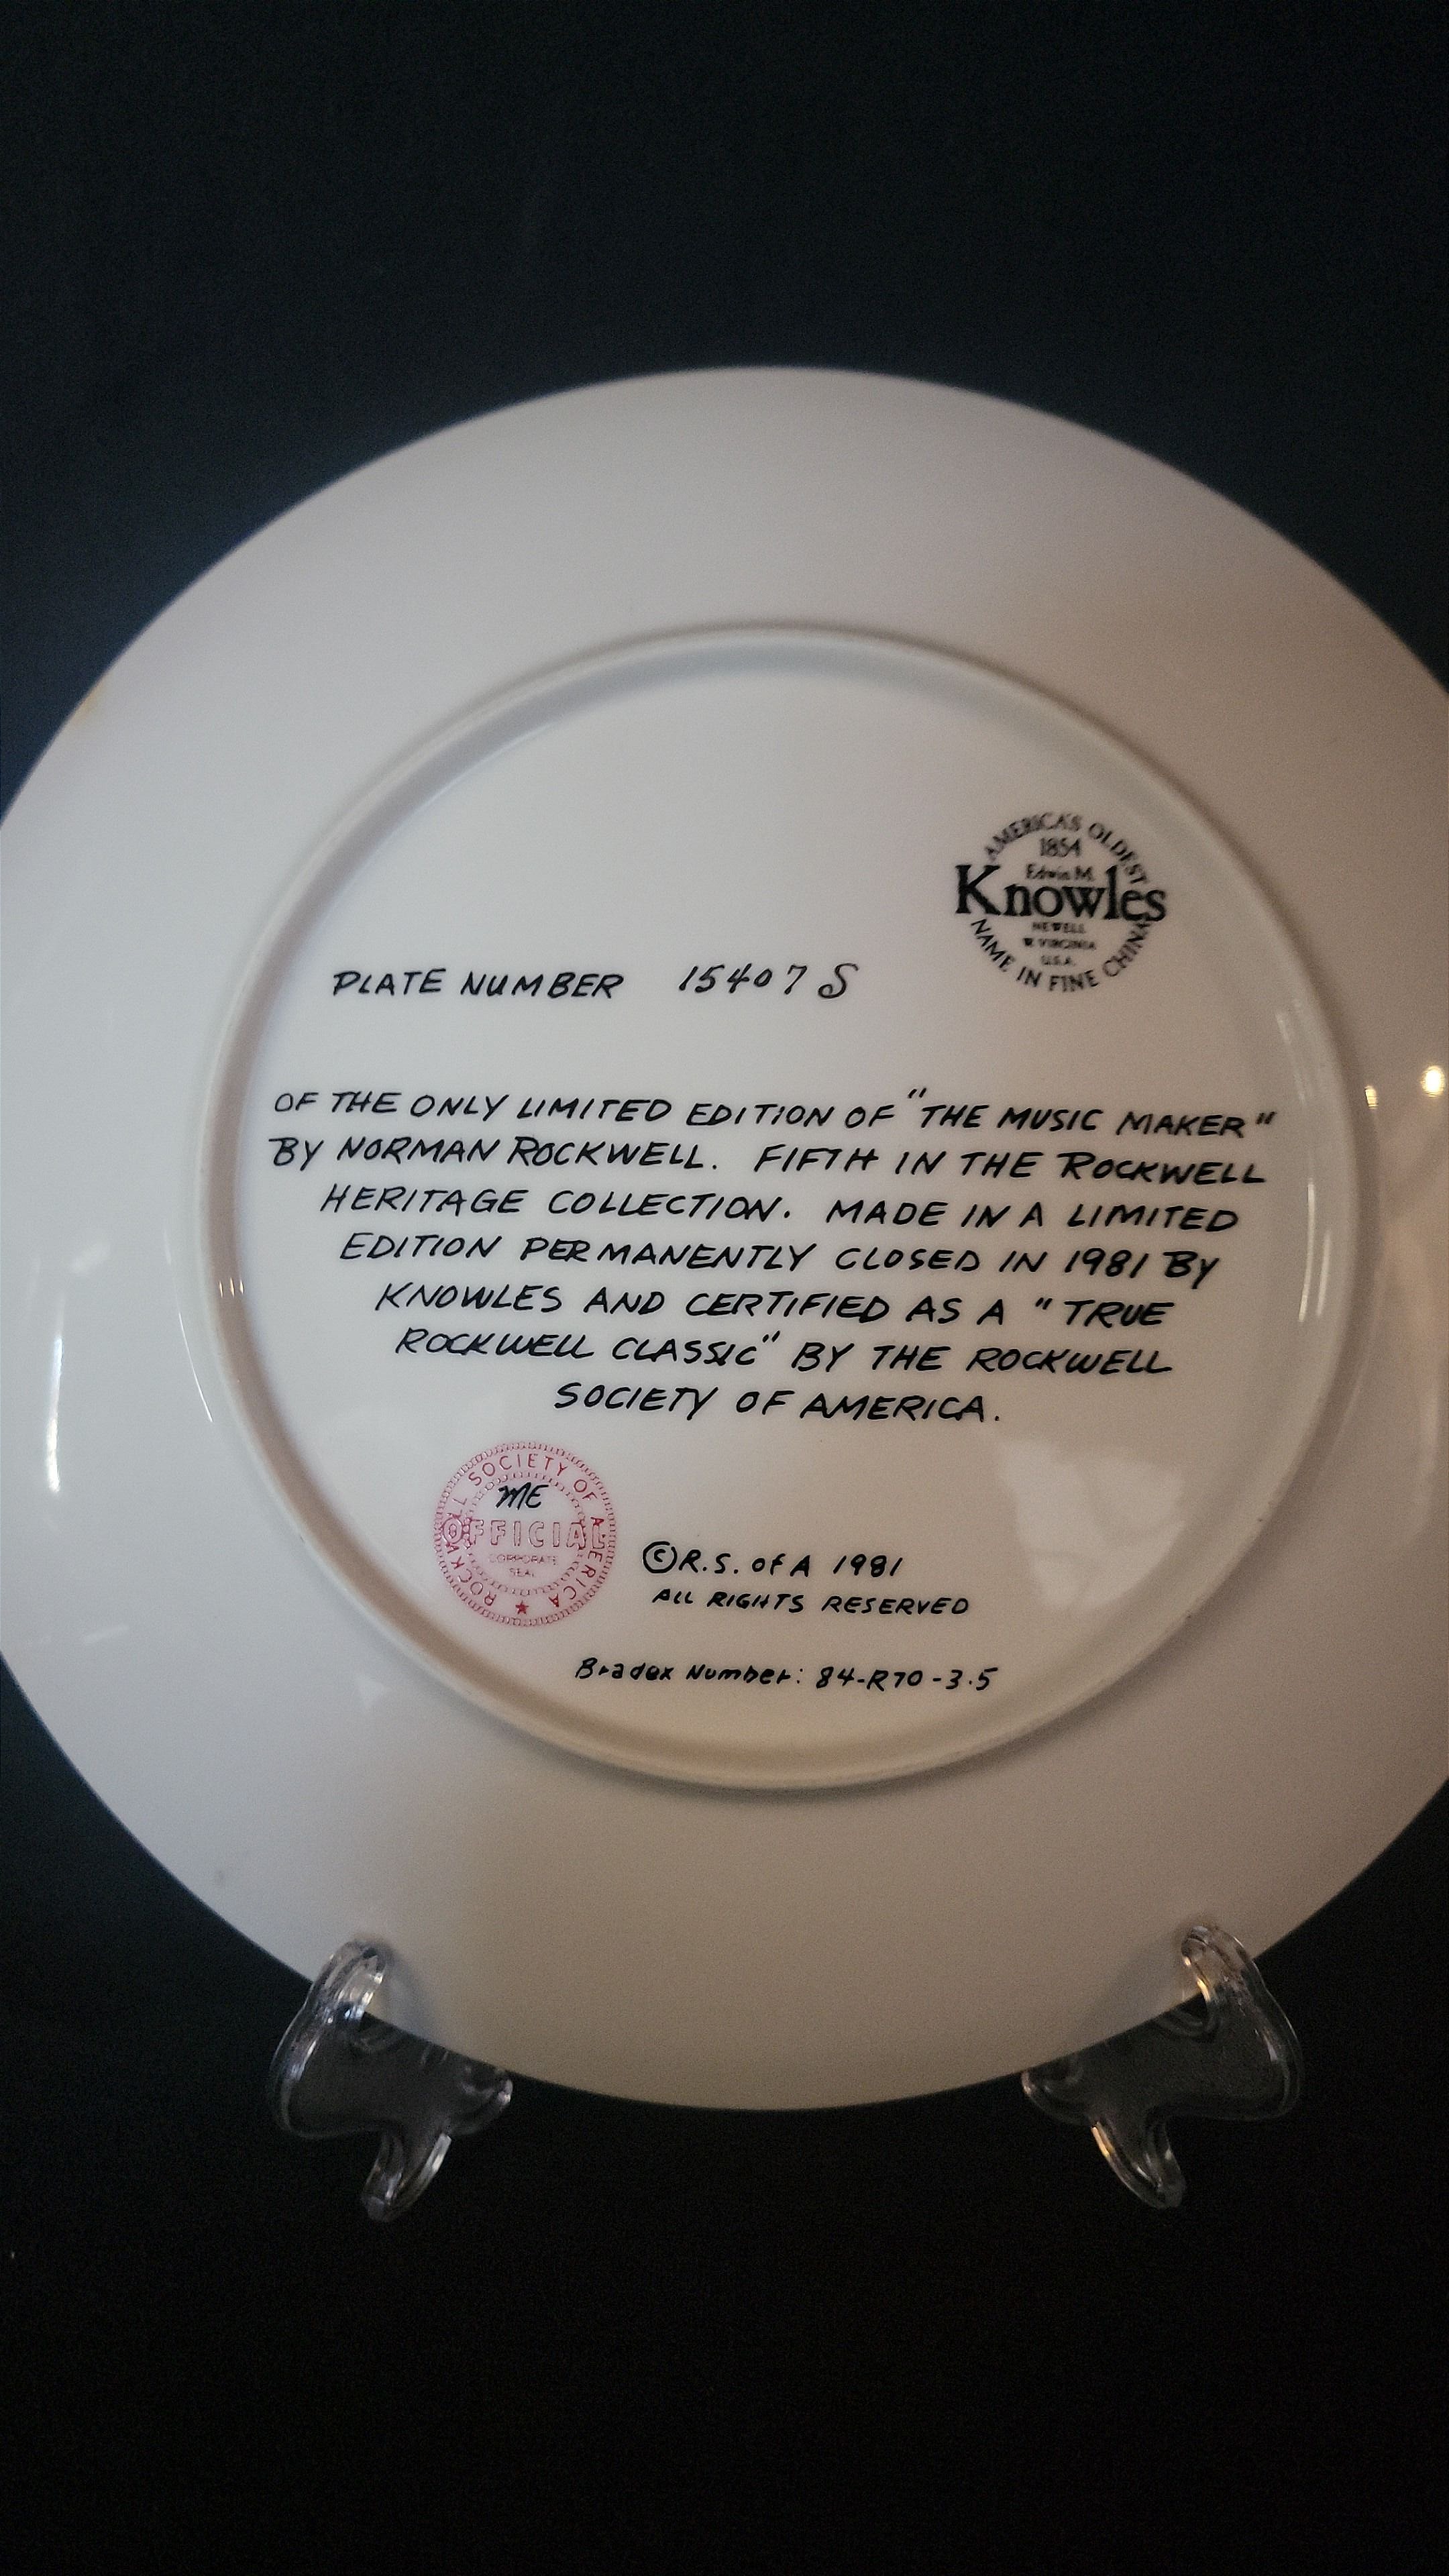 AMERICA'S OLDEST
1854
Edwin M.
Knowles
NEWELL
W VIRGINIA
U.S.A.
NAME IN FINE CHINA
PLATE NUMBER 15407 S
OF THE ONLY LIMITED EDITION OF "THE MUSIC MAKER"
BY NORMAN ROCKWELL. FIFTH IN THE ROCKWELL
HERITAGE COLLECTION. MADE IN A LIMITED
EDITION PERMANENTLY CLOSED IN 1981 BY
KNOWLES AND CERTIFIED AS A "TRUE
ROCKWELL CLASSIC" BY THE ROCKWELL
SOCIETY OF AMERICA.
ROCKWELL SOCIETY OF AMERICA
ME
OFFICIAL
CORPORATE
SEAL
©R.S. of A 1981
ALL RIGHTS RESERVED
Bradex Number: 84-R70-3.5